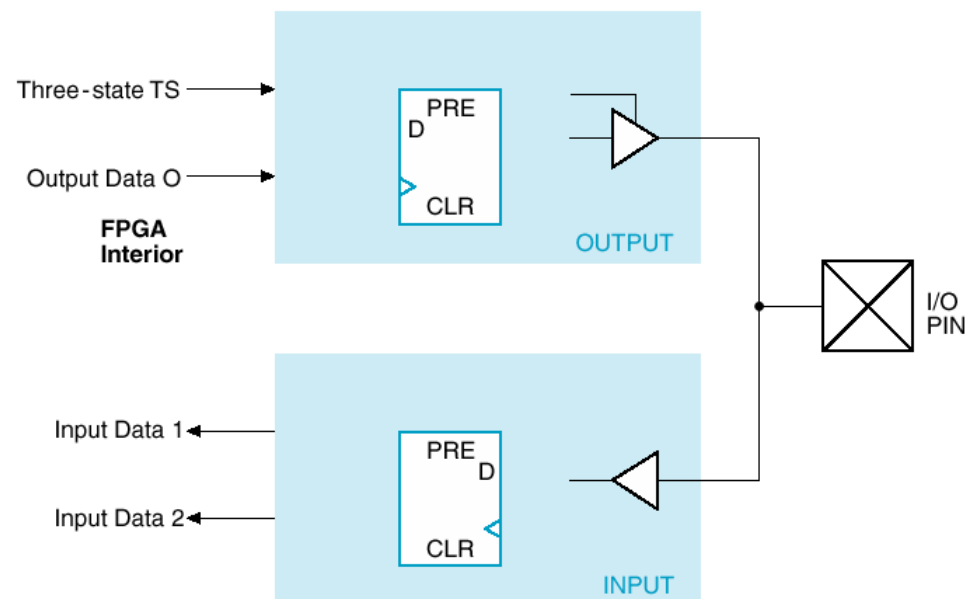 Three-state TS
PRE
D
Output Data O
CLR
FPGA
Interior
OUTPUT
I/O
PIN
Input Data 1
PRE
D
Input Data 2
CLR
INPUT